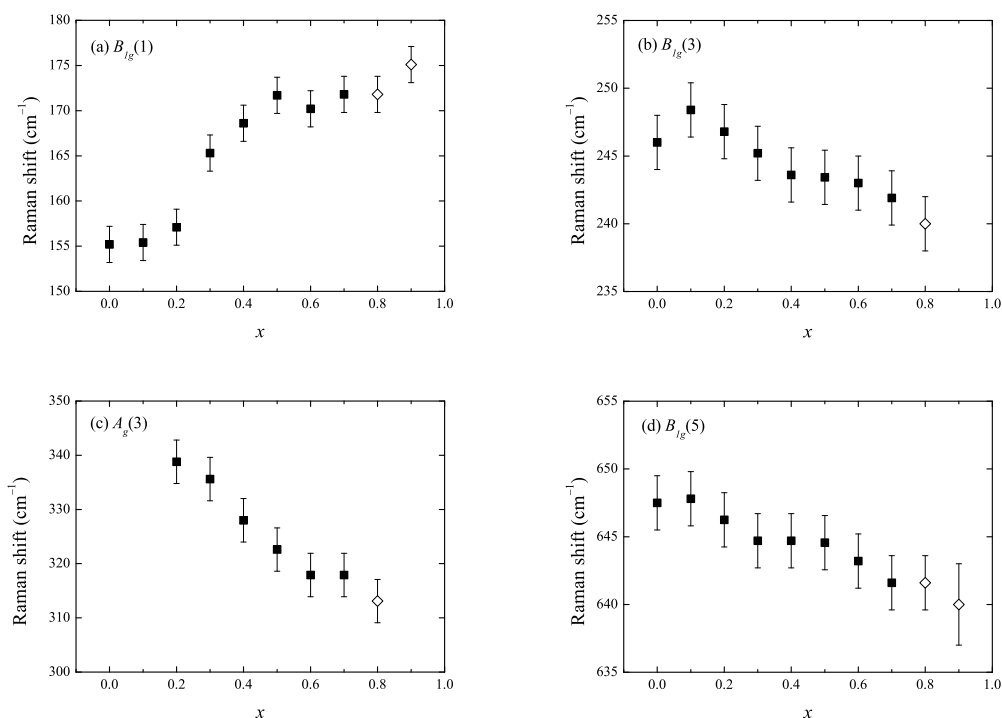 (a) B1g(1)
180
175
170
165
160
155
150
0.0 0.2 0.4 0.6 0.8 1.0
Raman shift (cm−1)
x
(b) B1g(3)
255
250
245
240
235
0.0 0.2 0.4 0.6 0.8 1.0
Raman shift (cm−1)
x
(c) Ag(3)
350
340
330
320
310
300
0.0 0.2 0.4 0.6 0.8 1.0
Raman shift (cm−1)
x
(d) B1g(5)
655
650
645
640
635
0.0 0.2 0.4 0.6 0.8 1.0
Raman shift (cm−1)
x